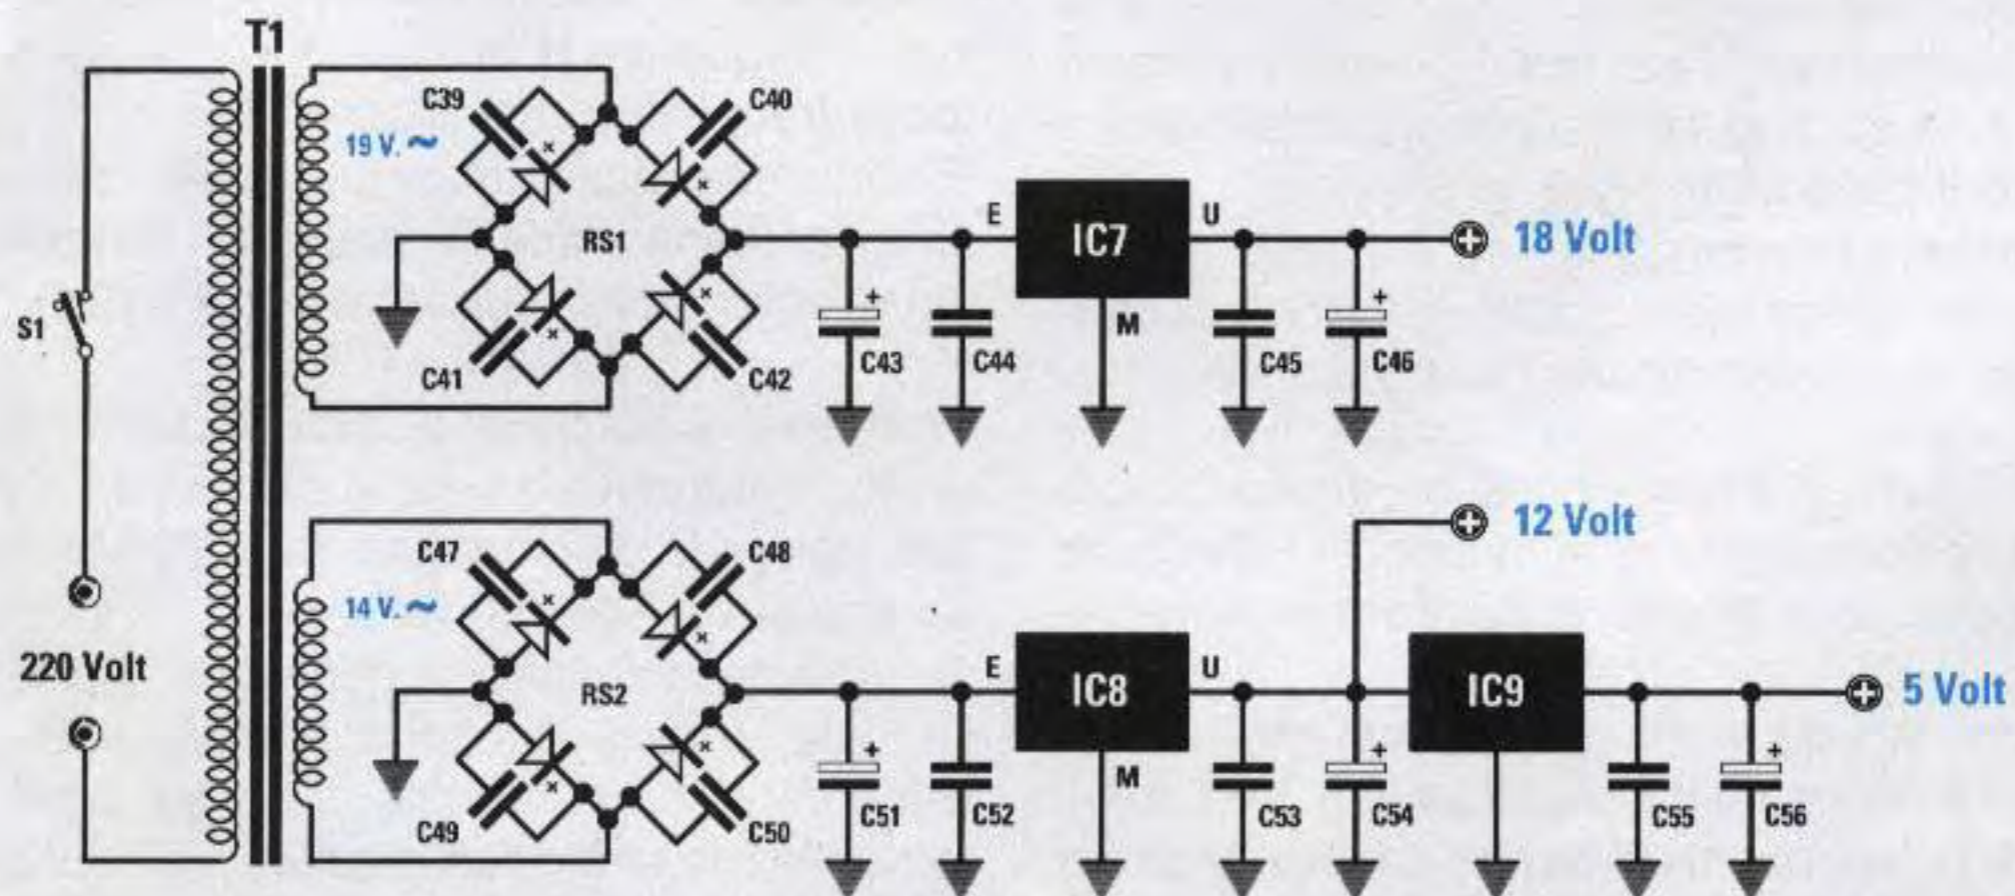 T1
C39
C40
19 V. ~
RS1
C41
C42
E
IC7
U
M
+
C43
C44
C45
+
C46
18 Volt
S1
220 Volt
C47
C48
14 V. ~
RS2
C49
C50
E
IC8
U
M
+
C51
C52
C53
+
C54
12 Volt
IC9
C55
+
C56
5 Volt